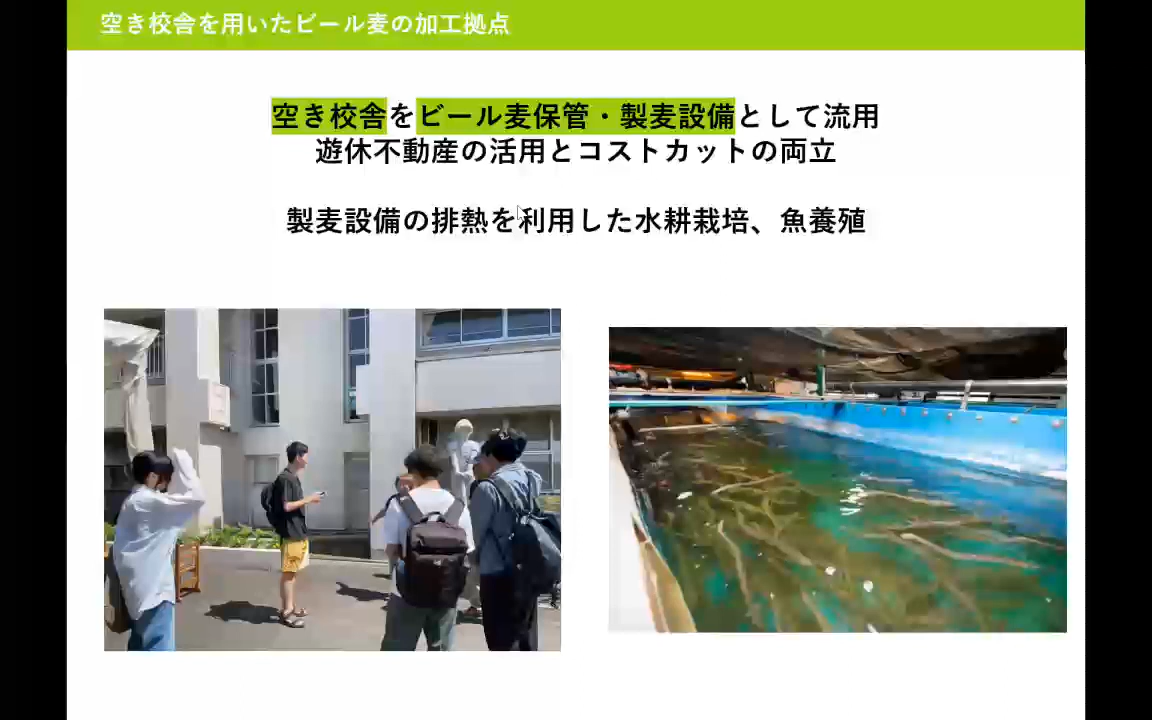 空き校舎を用いたビール麦の加工拠点
空き校舎をビール麦保管・製麦設備として流用
遊休不動産の活用とコストカットの両立
製麦設備の排熱を利用した水耕栽培、魚養殖